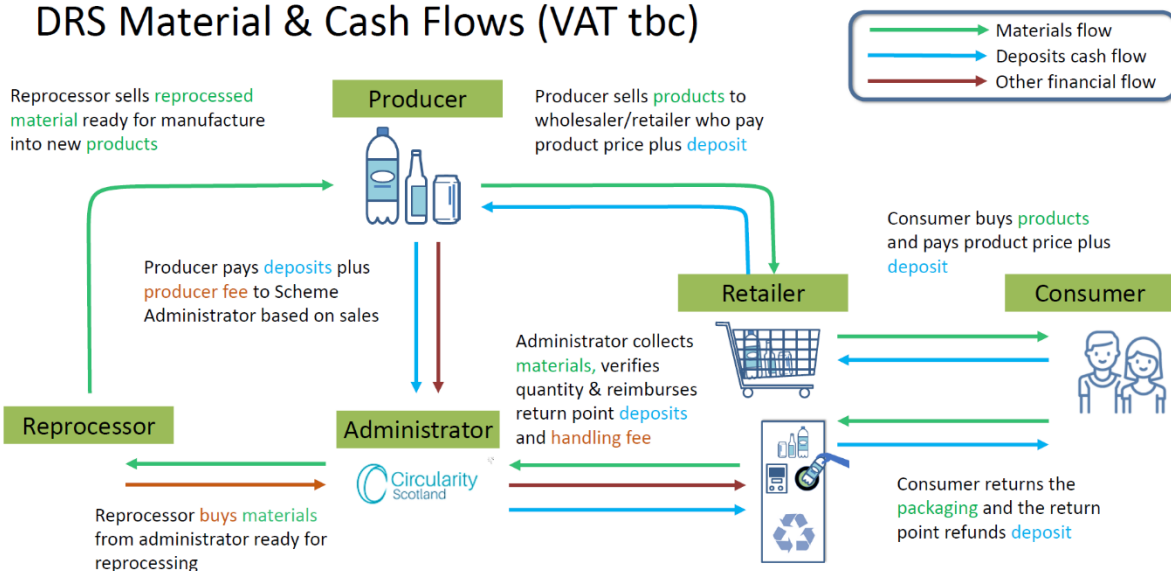 DRS Material & Cash Flows (VAT tbc)
Materials flow
Deposits cash flow
Other financial flow
Reprocessor sells reprocessed
material ready for manufacture
into new products
Producer
Producer sells products to
wholesaler/retailer who pay
product price plus deposit
Consumer buys products
and pays product price plus
deposit
Producer pays deposits plus
producer fee to Scheme
Administrator based on sales
Retailer
Consumer
Administrator collects
materials, verifies
quantity & reimburses
return point deposits
and handling fee
Reprocessor
Administrator
Circularity
Scotland
Reprocessor buys materials
from administrator ready for
reprocessing
Consumer returns the
packaging and the return
point refunds deposit